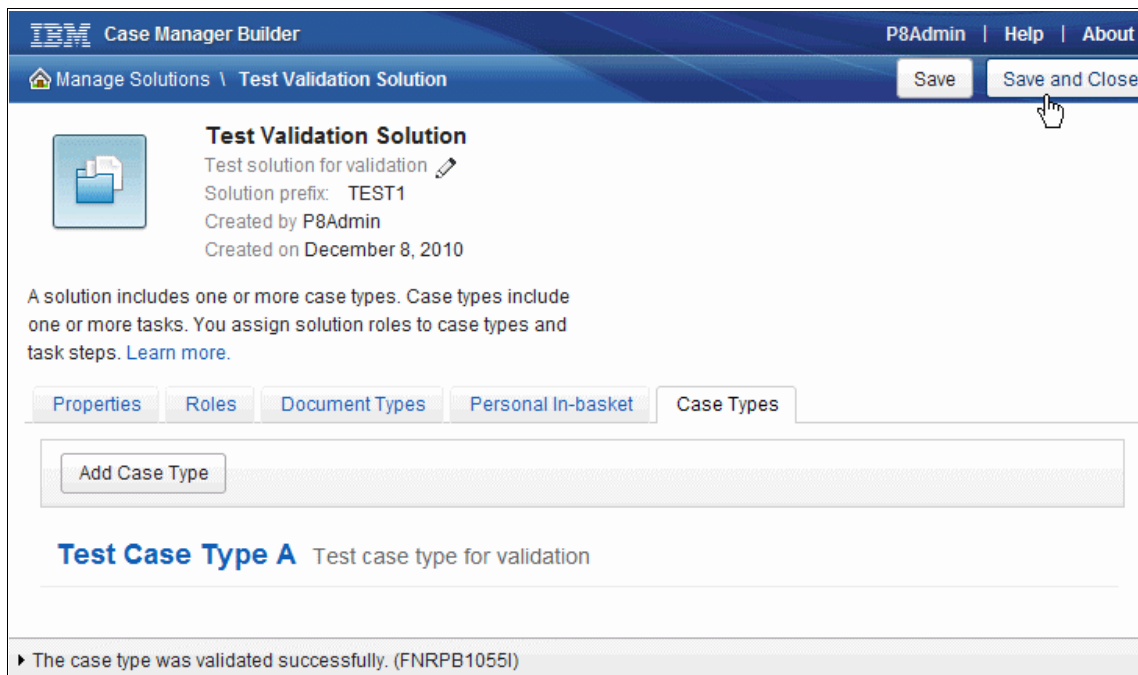 IBM Case Manager Builder P8Admin | Help | About
Manage Solutions \ Test Validation Solution Save Save and Close
Test Validation Solution
Test solution for validation
Solution prefix: TEST1
Created by P8Admin
Created on December 8, 2010
A solution includes one or more case types. Case types include
one or more tasks. You assign solution roles to case types and
task steps. Learn more.
Properties Roles Document Types Personal In-basket Case Types
Add Case Type
Test Case Type A Test case type for validation
The case type was validated successfully. (FNRPB1055I)